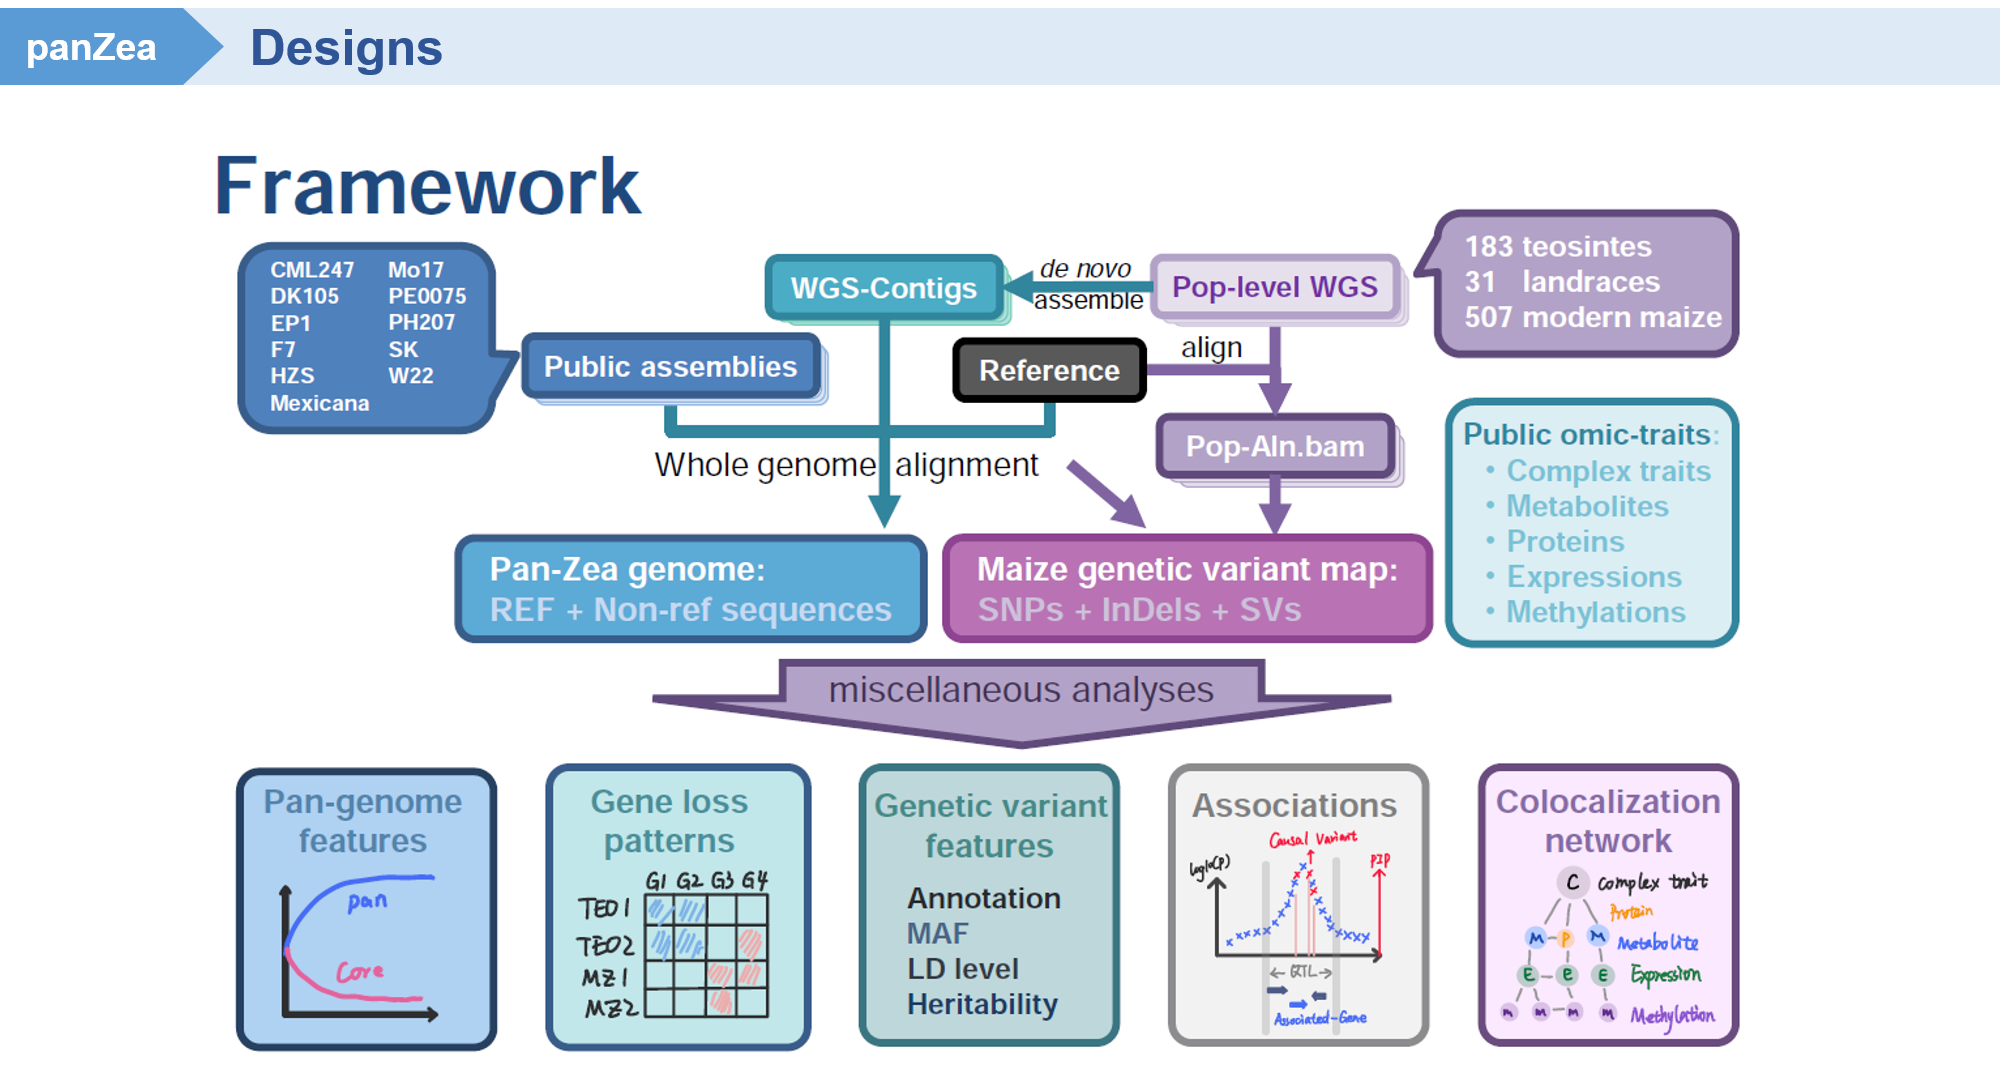 panZea
Designs
Framework
CML247 Mo17
DK105 PE0075
EP1 PH207
F7 SK
HZS W22
Mexicana
Public assemblies
WGS-Contigs
de novo
assemble
Pop-level WGS
183 teosintes
31 landraces
507 modern maize
Reference
align
Pop-Aln.bam
Whole genome alignment
Public omic-traits:
• Complex traits
• Metabolites
• Proteins
• Expressions
• Methylations
Pan-Zea genome:
REF + Non-ref sequences
Maize genetic variant map:
SNPs + InDels + SVs
miscellaneous analyses
Pan-genome
features
pan
Core
Gene loss
patterns
G1 G2 G3 G4
TEO1
TEO2
MZ1
MZ2
Genetic variant
features
Annotation
MAF
LD level
Heritability
Associations
Causal Variant
log10(P)
PIP
QTL
Associated-Gene
Colocalization
network
C Complex trait
Protein
M P M Metabolite
E e E Expression
m m m m Methylation